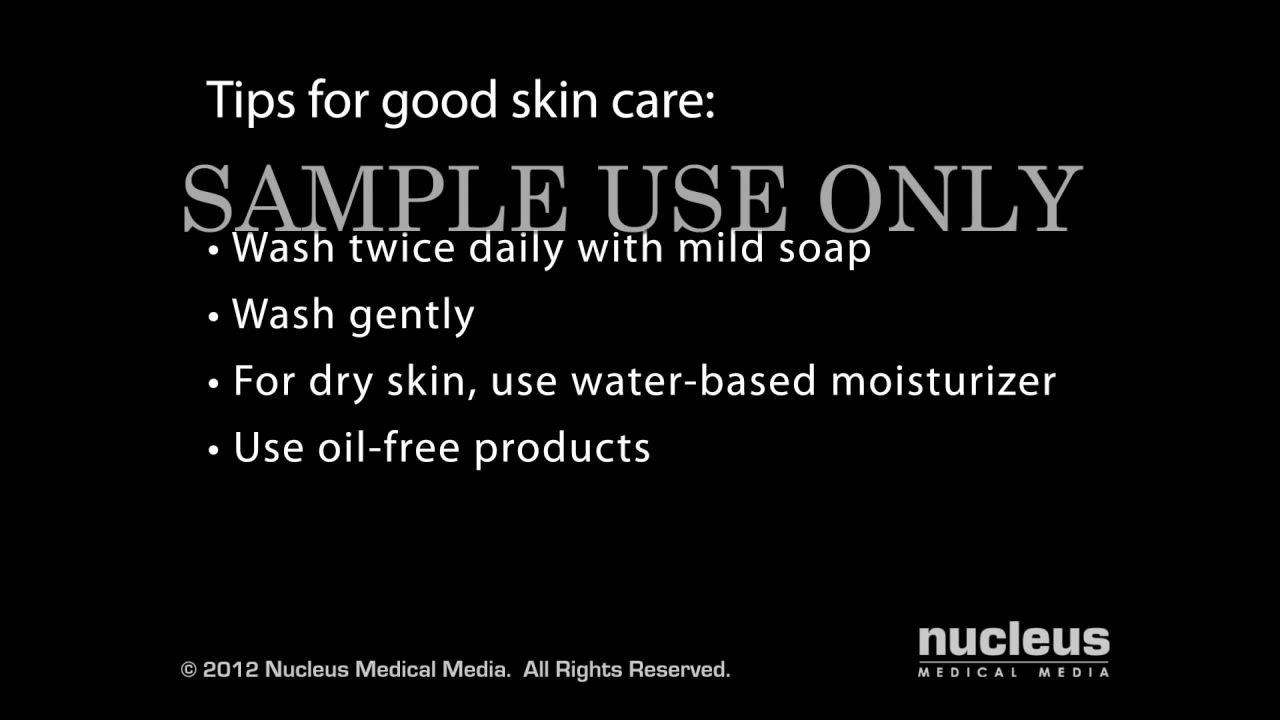 Tips for good skin care:
SAMPLE USE ONLY
• Wash twice daily with mild soap
• Wash gently
• For dry skin, use water-based moisturizer
• Use oil-free products
nucleus
MEDICAL MEDIA
© 2012 Nucleus Medical Media. All Rights Reserved.